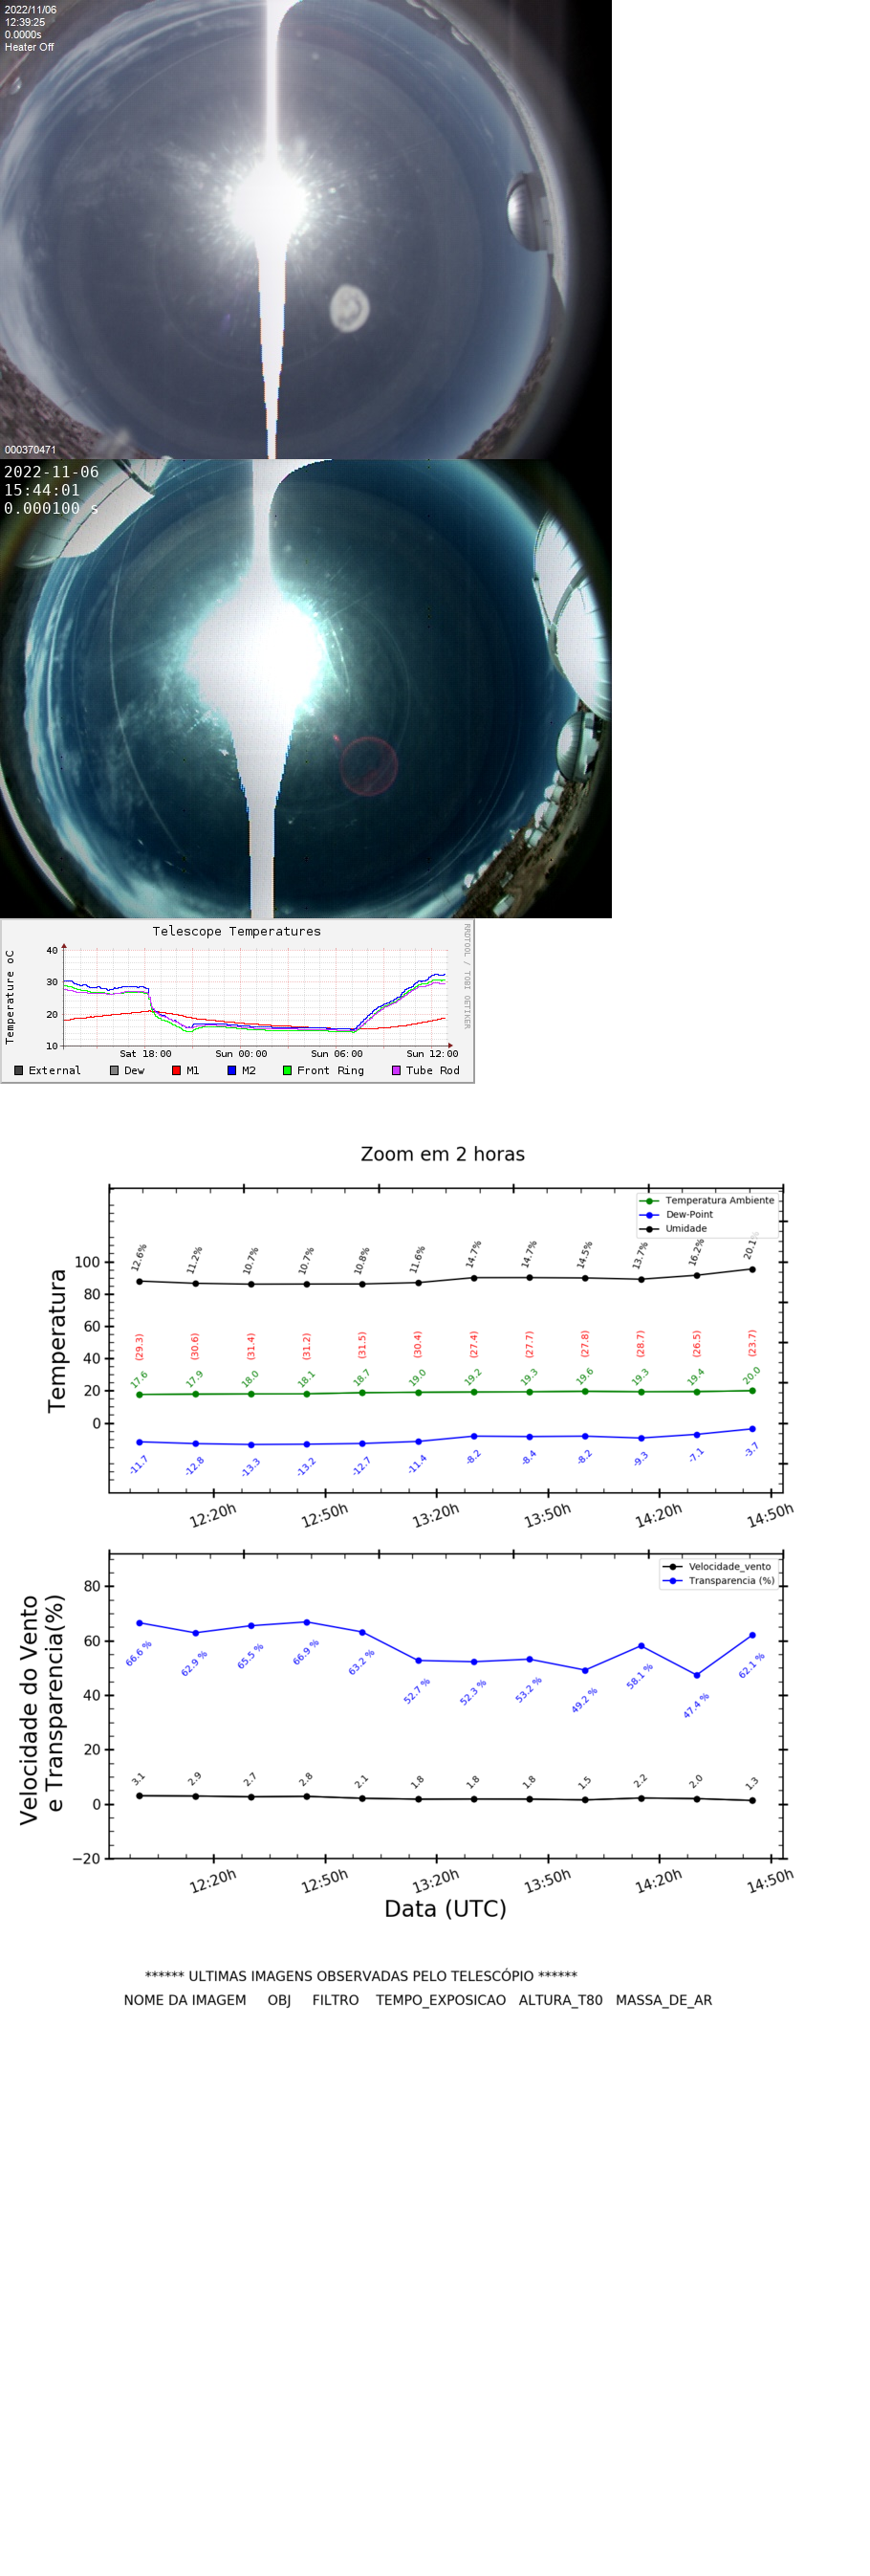 2022/11/06
12:39:25
0.0000s
Heater Off
000370471
2022-11-06
15:44:01
0.000100 s
Telescope Temperatures
RRDTOOL / TOBI OETIKER
Temperature oC
40
30
20
10
Sat 18:00 Sun 00:00 Sun 06:00 Sun 12:00
External Dew M1 M2 Front Ring Tube Rod
Zoom em 2 horas
Temperatura Ambiente
Dew-Point
Umidade
Temperatura
100
80
60
40
20
0
12.6% 11.2% 10.7% 10.7% 10.8% 11.6% 14.7% 14.7% 14.5% 13.7% 16.2% 20.1%
(29.3) (30.6) (31.4) (31.2) (31.5) (30.4) (27.4) (27.7) (27.8) (28.7) (26.5) (23.7)
17.6 17.9 18.0 18.1 18.7 19.0 19.2 19.3 19.6 19.3 19.4 20.0
-11.7 -12.8 -13.3 -13.2 -12.7 -11.4 -8.2 -8.4 -8.2 -9.3 -7.1 -3.7
12:20h 12:50h 13:20h 13:50h 14:20h 14:50h
Velocidade_vento
Transparencia (%)
Velocidade do Vento
e Transparencia(%)
80
60
40
20
0
−20
66.6 % 62.9 % 65.5 % 66.9 % 63.2 % 52.7 % 52.3 % 53.2 % 49.2 % 58.1 % 47.4 % 62.1 %
3.1 2.9 2.7 2.8 2.1 1.8 1.8 1.8 1.5 2.2 2.0 1.3
12:20h 12:50h 13:20h 13:50h 14:20h 14:50h
Data (UTC)
****** ULTIMAS IMAGENS OBSERVADAS PELO TELESCÓPIO ******
NOME DA IMAGEM OBJ FILTRO TEMPO_EXPOSICAO ALTURA_T80 MASSA_DE_AR